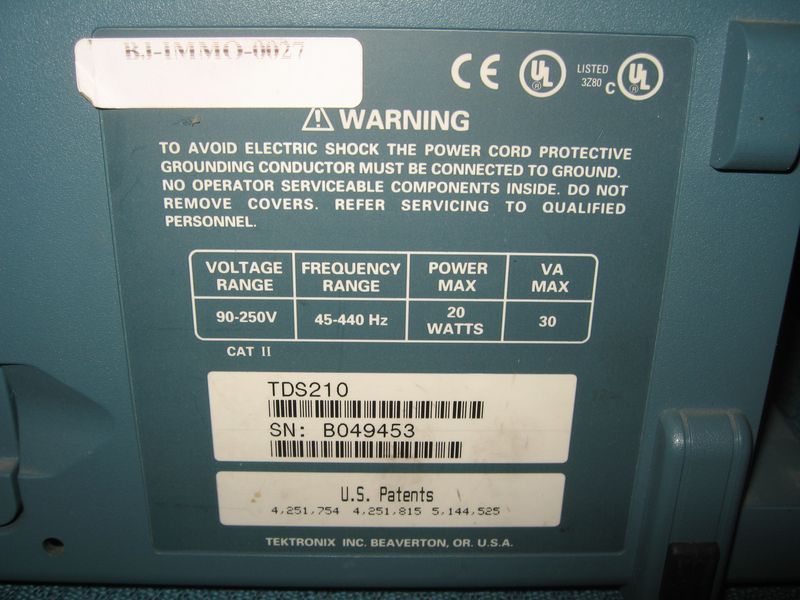 BJ-IMMO-0027
CE UL LISTED 3Z80 C UL
WARNING
TO AVOID ELECTRIC SHOCK THE POWER CORD PROTECTIVE
GROUNDING CONDUCTOR MUST BE CONNECTED TO GROUND.
NO OPERATOR SERVICEABLE COMPONENTS INSIDE. DO NOT
REMOVE COVERS. REFER SERVICING TO QUALIFIED
PERSONNEL.
VOLTAGE RANGE FREQUENCY RANGE POWER MAX VA MAX
90-250V 45-440 Hz 20 WATTS 30
CAT II
TDS210
SN: B049453
U.S. Patents
4,251,754 4,251,815 5,144,525
TEKTRONIX INC. BEAVERTON, OR. U.S.A.